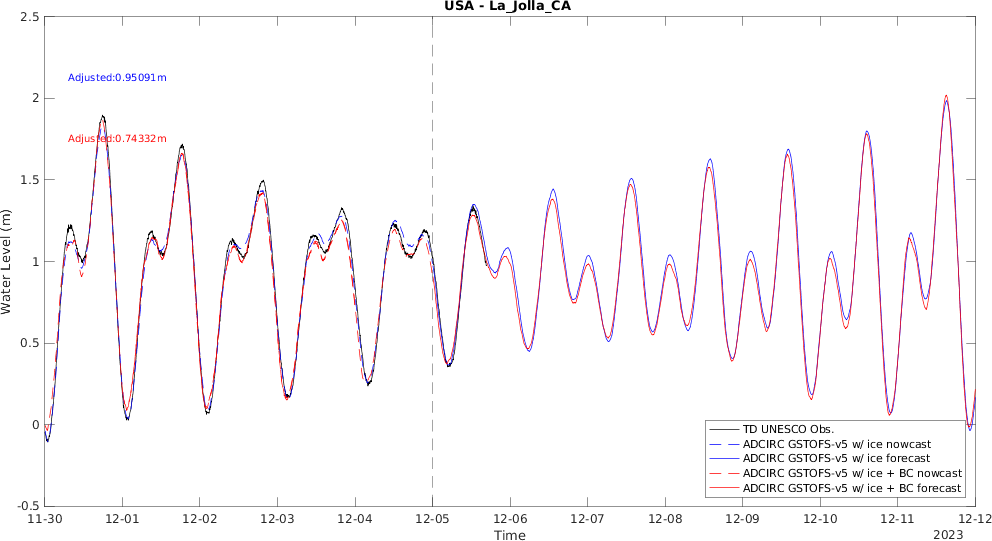 USA - La_Jolla_CA
2.5
2
1.5
1
0.5
0
-0.5
Water Level (m)
Adjusted:0.95091m
Adjusted:0.74332m
TD UNESCO Obs.
ADCIRC GSTOFS-v5 w/ ice nowcast
ADCIRC GSTOFS-v5 w/ ice forecast
ADCIRC GSTOFS-v5 w/ ice + BC nowcast
ADCIRC GSTOFS-v5 w/ ice + BC forecast
11-30 12-01 12-02 12-03 12-04 12-05 12-06 12-07 12-08 12-09 12-10 12-11 12-12
Time
2023